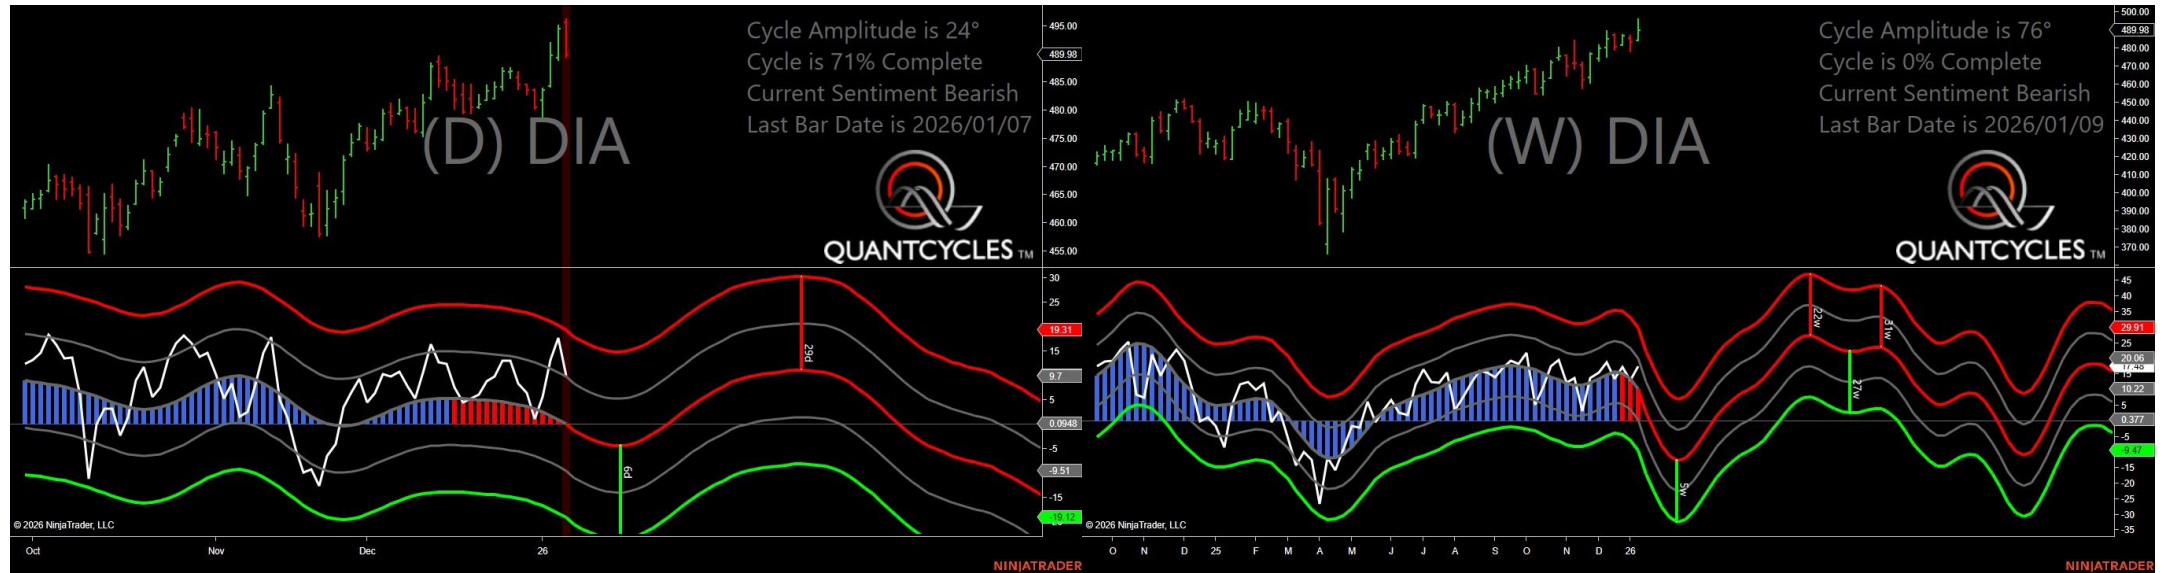 Cycle Amplitude is 24°
Cycle is 71% Complete
Current Sentiment Bearish
Last Bar Date is 2026/01/07
(D) DIA
QUANTCYCLES TM
495.00
489.98
485.00
480.00
475.00
470.00
465.00
460.00
455.00
30
25
19.31
15
9.7
5
0.0948
-5
-9.51
-15
-19.12
29d
6d
© 2026 NinjaTrader, LLC
Oct Nov Dec 26
NINJATRADER
Cycle Amplitude is 76°
Cycle is 0% Complete
Current Sentiment Bearish
Last Bar Date is 2026/01/09
(W) DIA
QUANTCYCLES TM
500.00
489.98
480.00
470.00
460.00
450.00
440.00
430.00
420.00
410.00
400.00
390.00
380.00
370.00
45
40
35
29.91
20.06
17.48
15
10.22
5
0.377
-5
-9.47
-15
-20
-25
-30
-35
22w
31w
27w
5w
© 2026 NinjaTrader, LLC
O N D 25 F M A M J J A S O N D 26
NINJATRADER